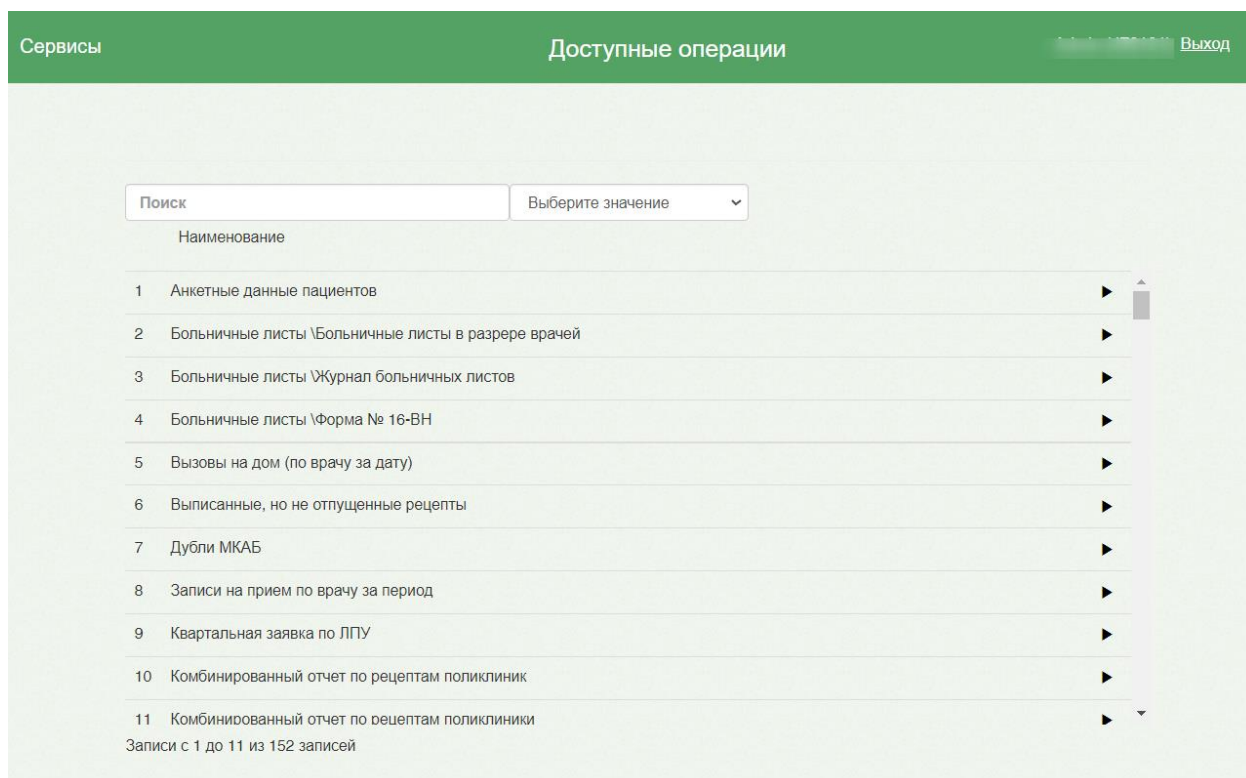 Сервисы
Доступные операции
Выход
Поиск
Выберите значение
Наименование
1 Анкетные данные пациентов
2 Больничные листы \Больничные листы в разрере врачей
3 Больничные листы \Журнал больничных листов
4 Больничные листы \Форма № 16-ВН
5 Вызовы на дом (по врачу за дату)
6 Выписанные, но не отпущенные рецепты
7 Дубли МКАБ
8 Записи на прием по врачу за период
9 Квартальная заявка по ЛПУ
10 Комбинированный отчет по рецептам поликлиник
11 Комбинированный отчет по рецептам поликлиники
Записи с 1 до 11 из 152 записей